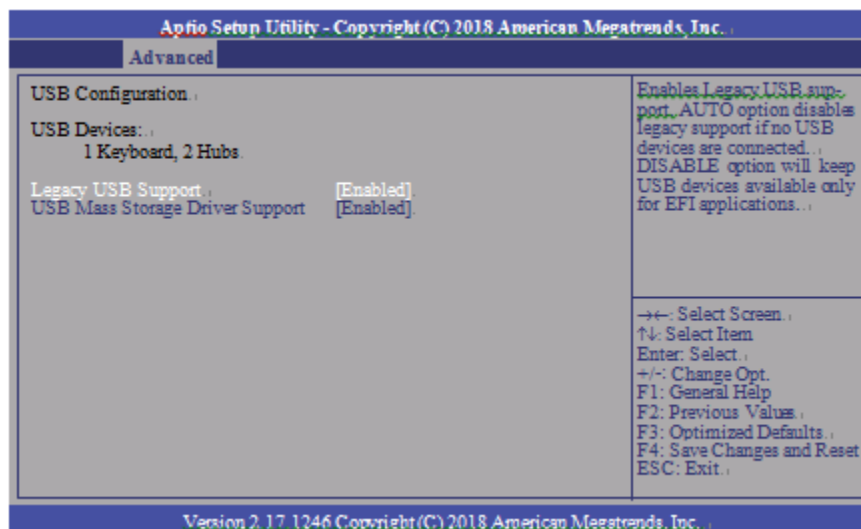 Aptio Setup Utility - Copyright (C) 2018 American Megatrends, Inc.
Advanced
USB Configuration
USB Devices:
1 Keyboard, 2 Hubs
Legacy USB Support [Enabled]
USB Mass Storage Driver Support [Enabled]
Enables Legacy USB sup-
port. AUTO option disables
legacy support if no USB
devices are connected.
DISABLE option will keep
USB devices available only
for EFI applications.
→←: Select Screen
↑↓: Select Item
Enter: Select
+/-: Change Opt.
F1: General Help
F2: Previous Values
F3: Optimized Defaults
F4: Save Changes and Reset
ESC: Exit
Version 2.17.1246 Copyright (C) 2018 American Megatrends, Inc.